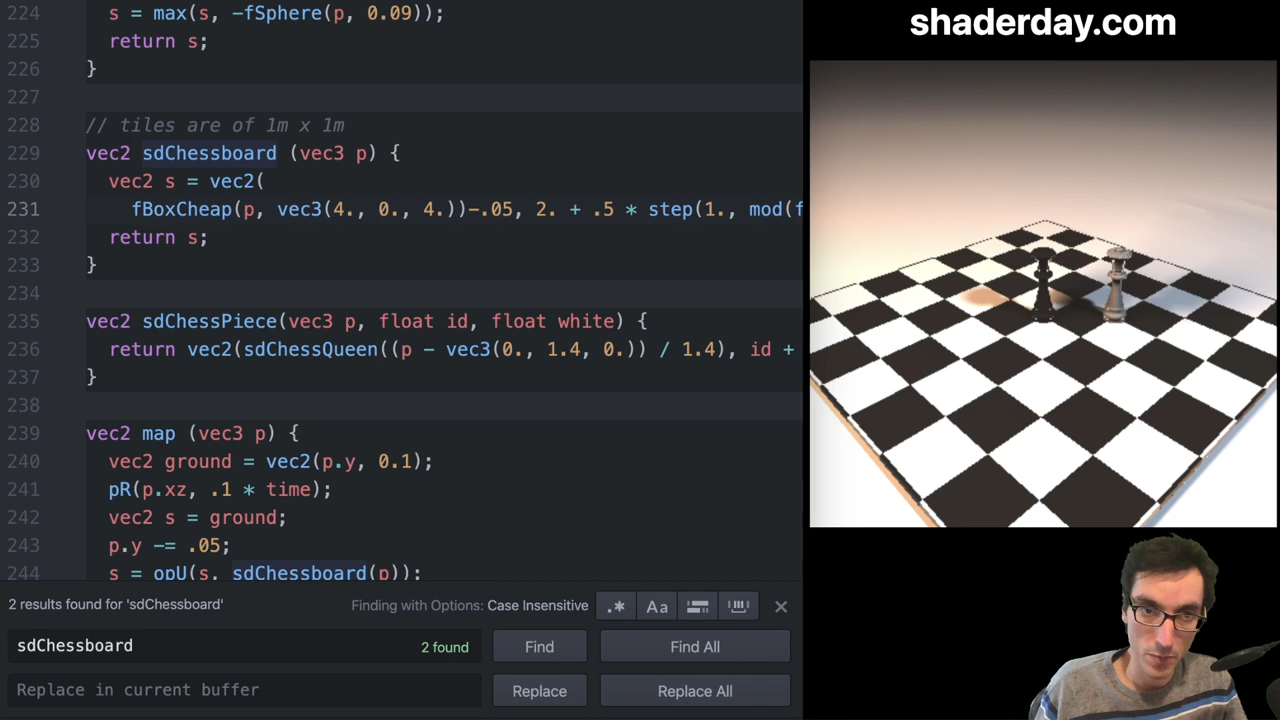 224 s = max(s, -fSphere(p, 0.09));
225 return s;
226 }
227
228 // tiles are of 1m x 1m
229 vec2 sdChessboard (vec3 p) {
230 vec2 s = vec2(
231 fBoxCheap(p, vec3(4., 0., 4.))-.05, 2. + .5 * step(1., mod(f
232 return s;
233 }
234
235 vec2 sdChessPiece(vec3 p, float id, float white) {
236 return vec2(sdChessQueen((p - vec3(0., 1.4, 0.)) / 1.4), id +
237 }
238
239 vec2 map (vec3 p) {
240 vec2 ground = vec2(p.y, 0.1);
241 pR(p.xz, .1 * time);
242 vec2 s = ground;
243 p.y -= .05;
244 s = opU(s, sdChessboard(p));
2 results found for 'sdChessboard' Finding with Options: Case Insensitive .* Aa
sdChessboard 2 found Find Find All
Replace in current buffer Replace Replace All
shaderday.com